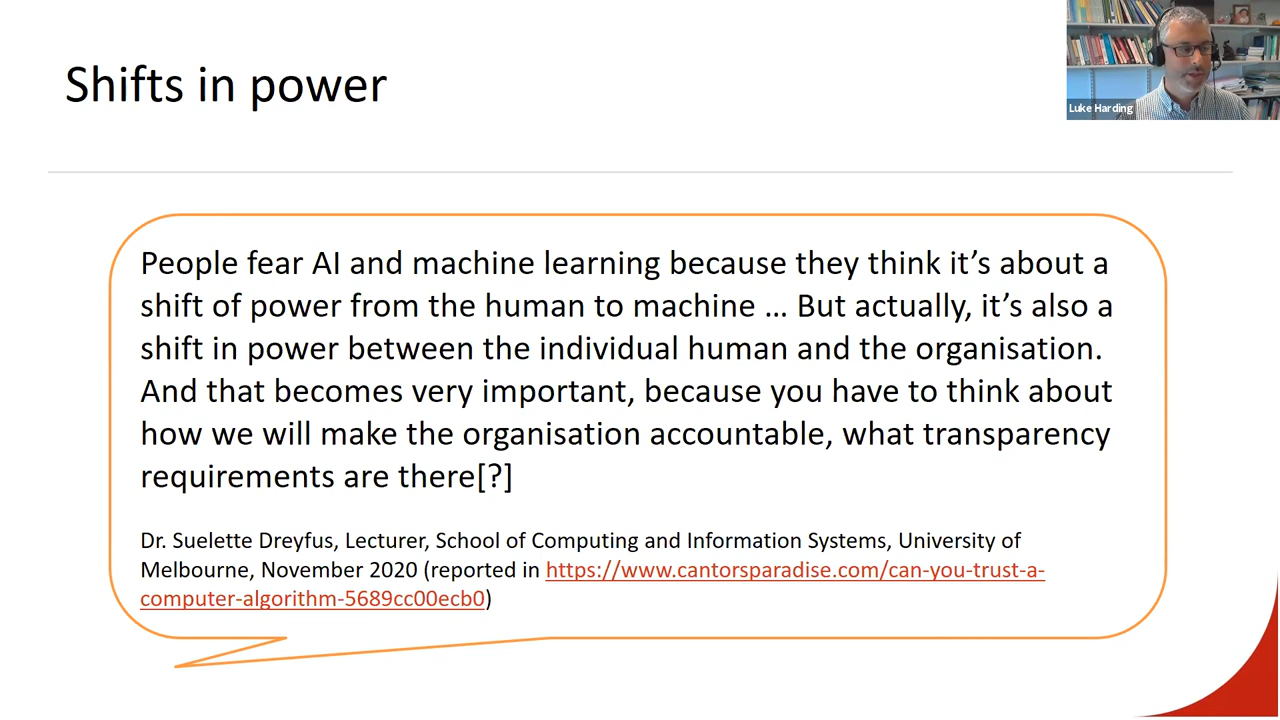 Shifts in power
Luke Harding
People fear AI and machine learning because they think it’s about a
shift of power from the human to machine … But actually, it’s also a
shift in power between the individual human and the organisation.
And that becomes very important, because you have to think about
how we will make the organisation accountable, what transparency
requirements are there[?]
Dr. Suelette Dreyfus, Lecturer, School of Computing and Information Systems, University of
Melbourne, November 2020 (reported in https://www.cantorsparadise.com/can-you-trust-a-
computer-algorithm-5689cc00ecb0)